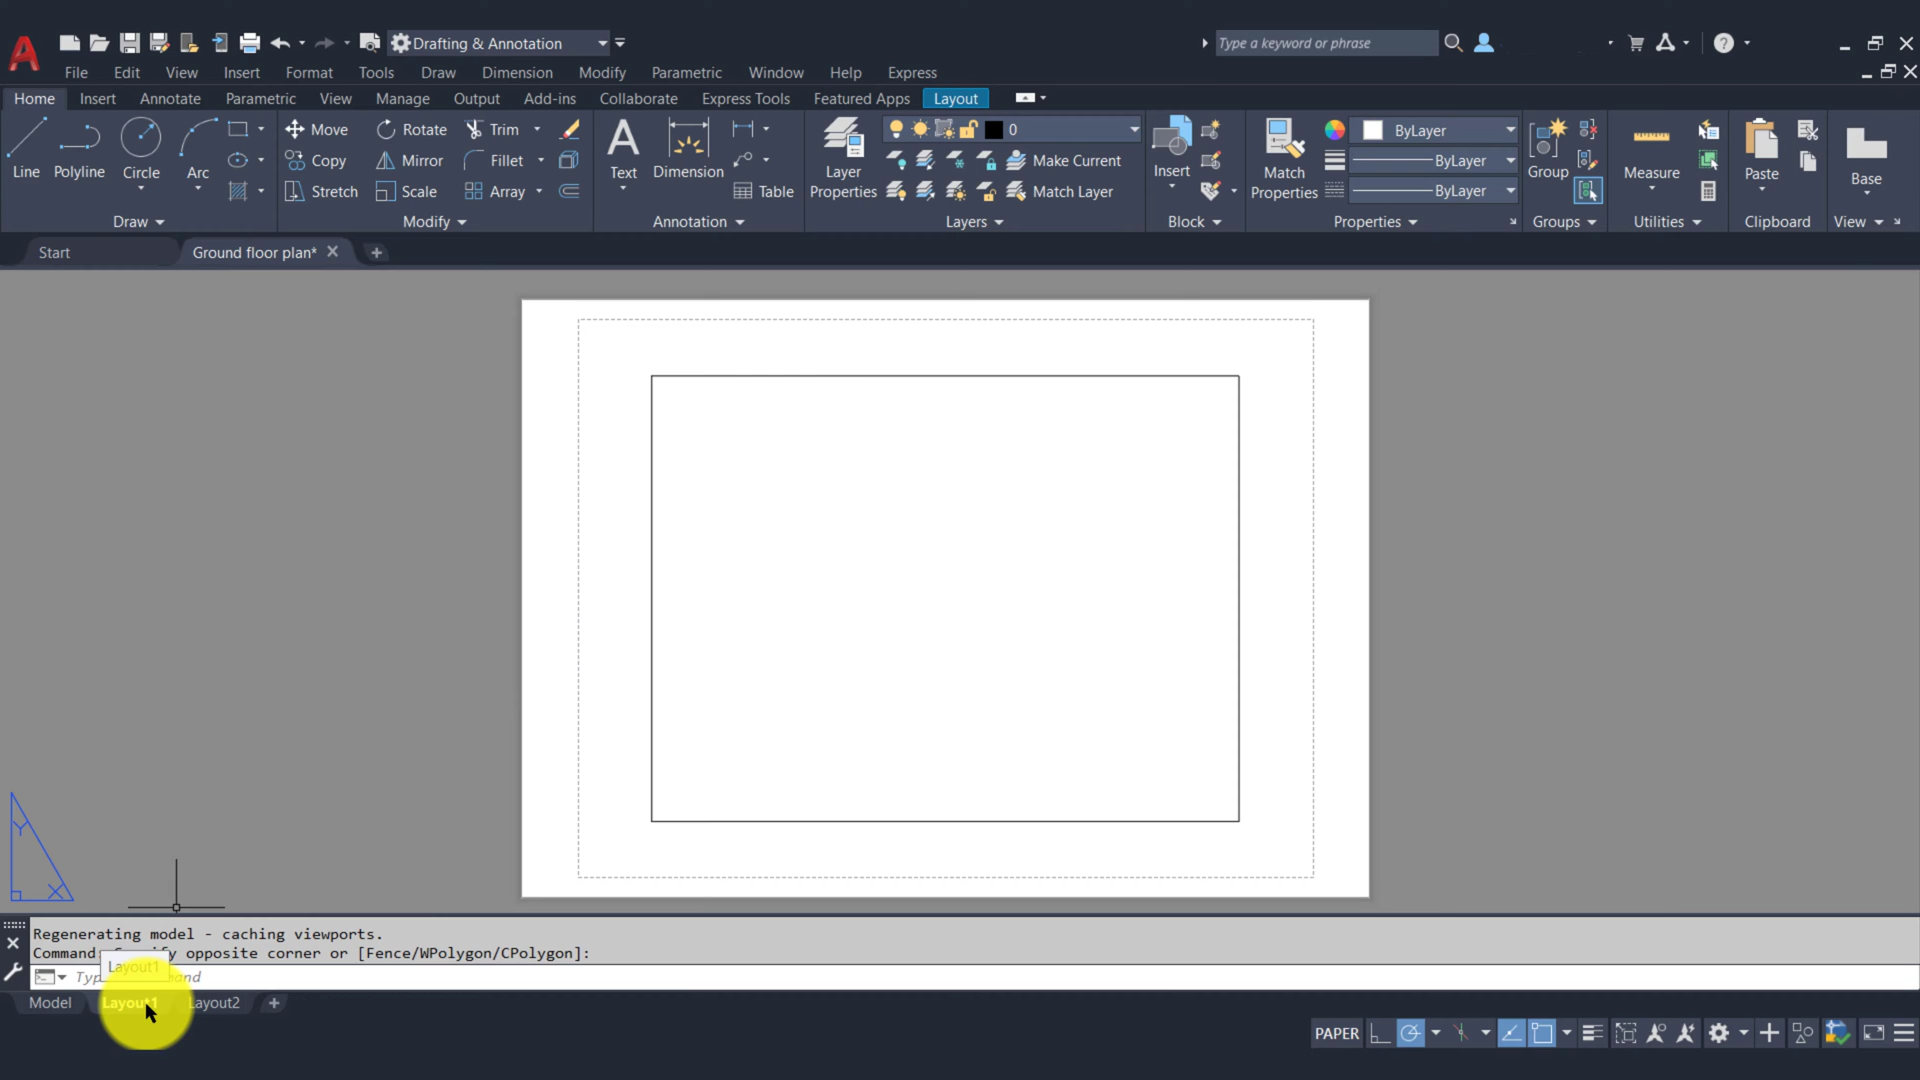 Drafting & Annotation
Type a keyword or phrase
File Edit View Insert Format Tools Draw Dimension Modify Parametric Window Help Express
Home Insert Annotate Parametric View Manage Output Add-ins Collaborate Express Tools Featured Apps Layout
Line Polyline Circle Arc
Move Rotate Trim
Copy Mirror Fillet
Stretch Scale Array
Text Dimension Table
Layer Properties
0
Make Current
Match Layer
Insert
Match Properties
ByLayer
ByLayer
ByLayer
Group
Measure
Paste
Base
Draw Modify Annotation Layers Block Properties Groups Utilities Clipboard View
Start Ground floor plan*
Y
X
Regenerating model - caching viewports.
Command: opposite corner or [Fence/WPolygon/CPolygon]:
Layout1
Model Layout1 Layout2
PAPER